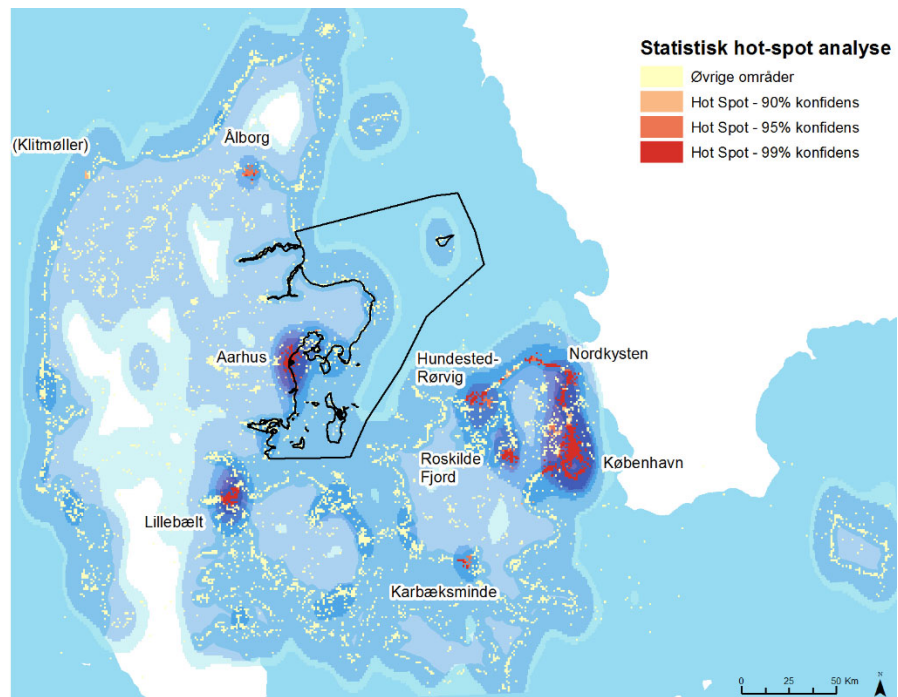 Statistisk hot-spot analyse
Øvrige områder
Hot Spot - 90% konfidens
Hot Spot - 95% konfidens
Hot Spot - 99% konfidens
(Klitmøller)
Ålborg
Aarhus
Hundested-
Rørvig
Nordkysten
Roskilde
Fjord
København
Lillebælt
Karbæksminde
0 25 50 Km
N